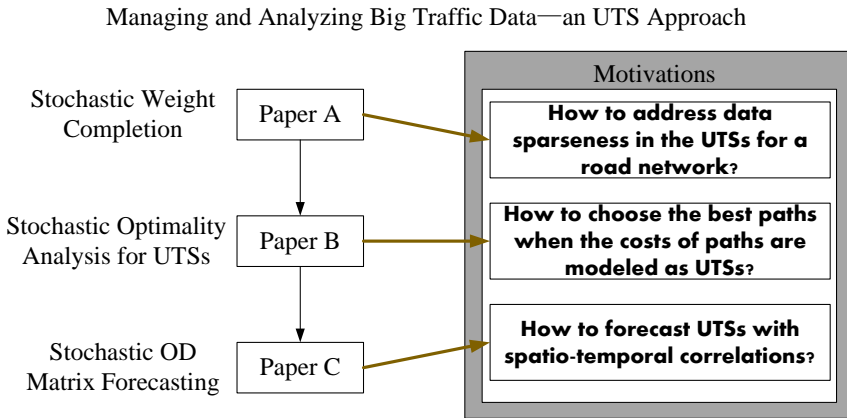 Managing and Analyzing Big Traffic Data—an UTS Approach
Motivations
Stochastic Weight
Completion
Paper A
How to address data
sparseness in the UTSs for a
road network?
Stochastic Optimality
Analysis for UTSs
Paper B
How to choose the best paths
when the costs of paths are
modeled as UTSs?
Stochastic OD
Matrix Forecasting
Paper C
How to forecast UTSs with
spatio-temporal correlations?